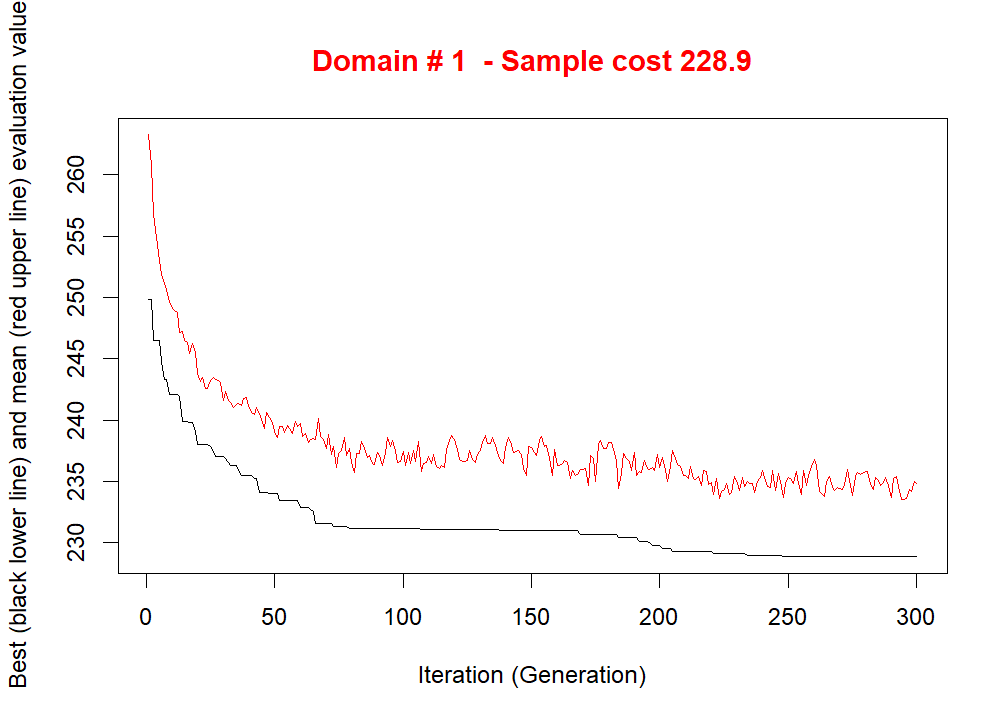 Domain # 1  - Sample cost 228.9
Best (black lower line) and mean (red upper line) evaluation value
260
255
250
245
240
235
230
0 50 100 150 200 250 300
Iteration (Generation)